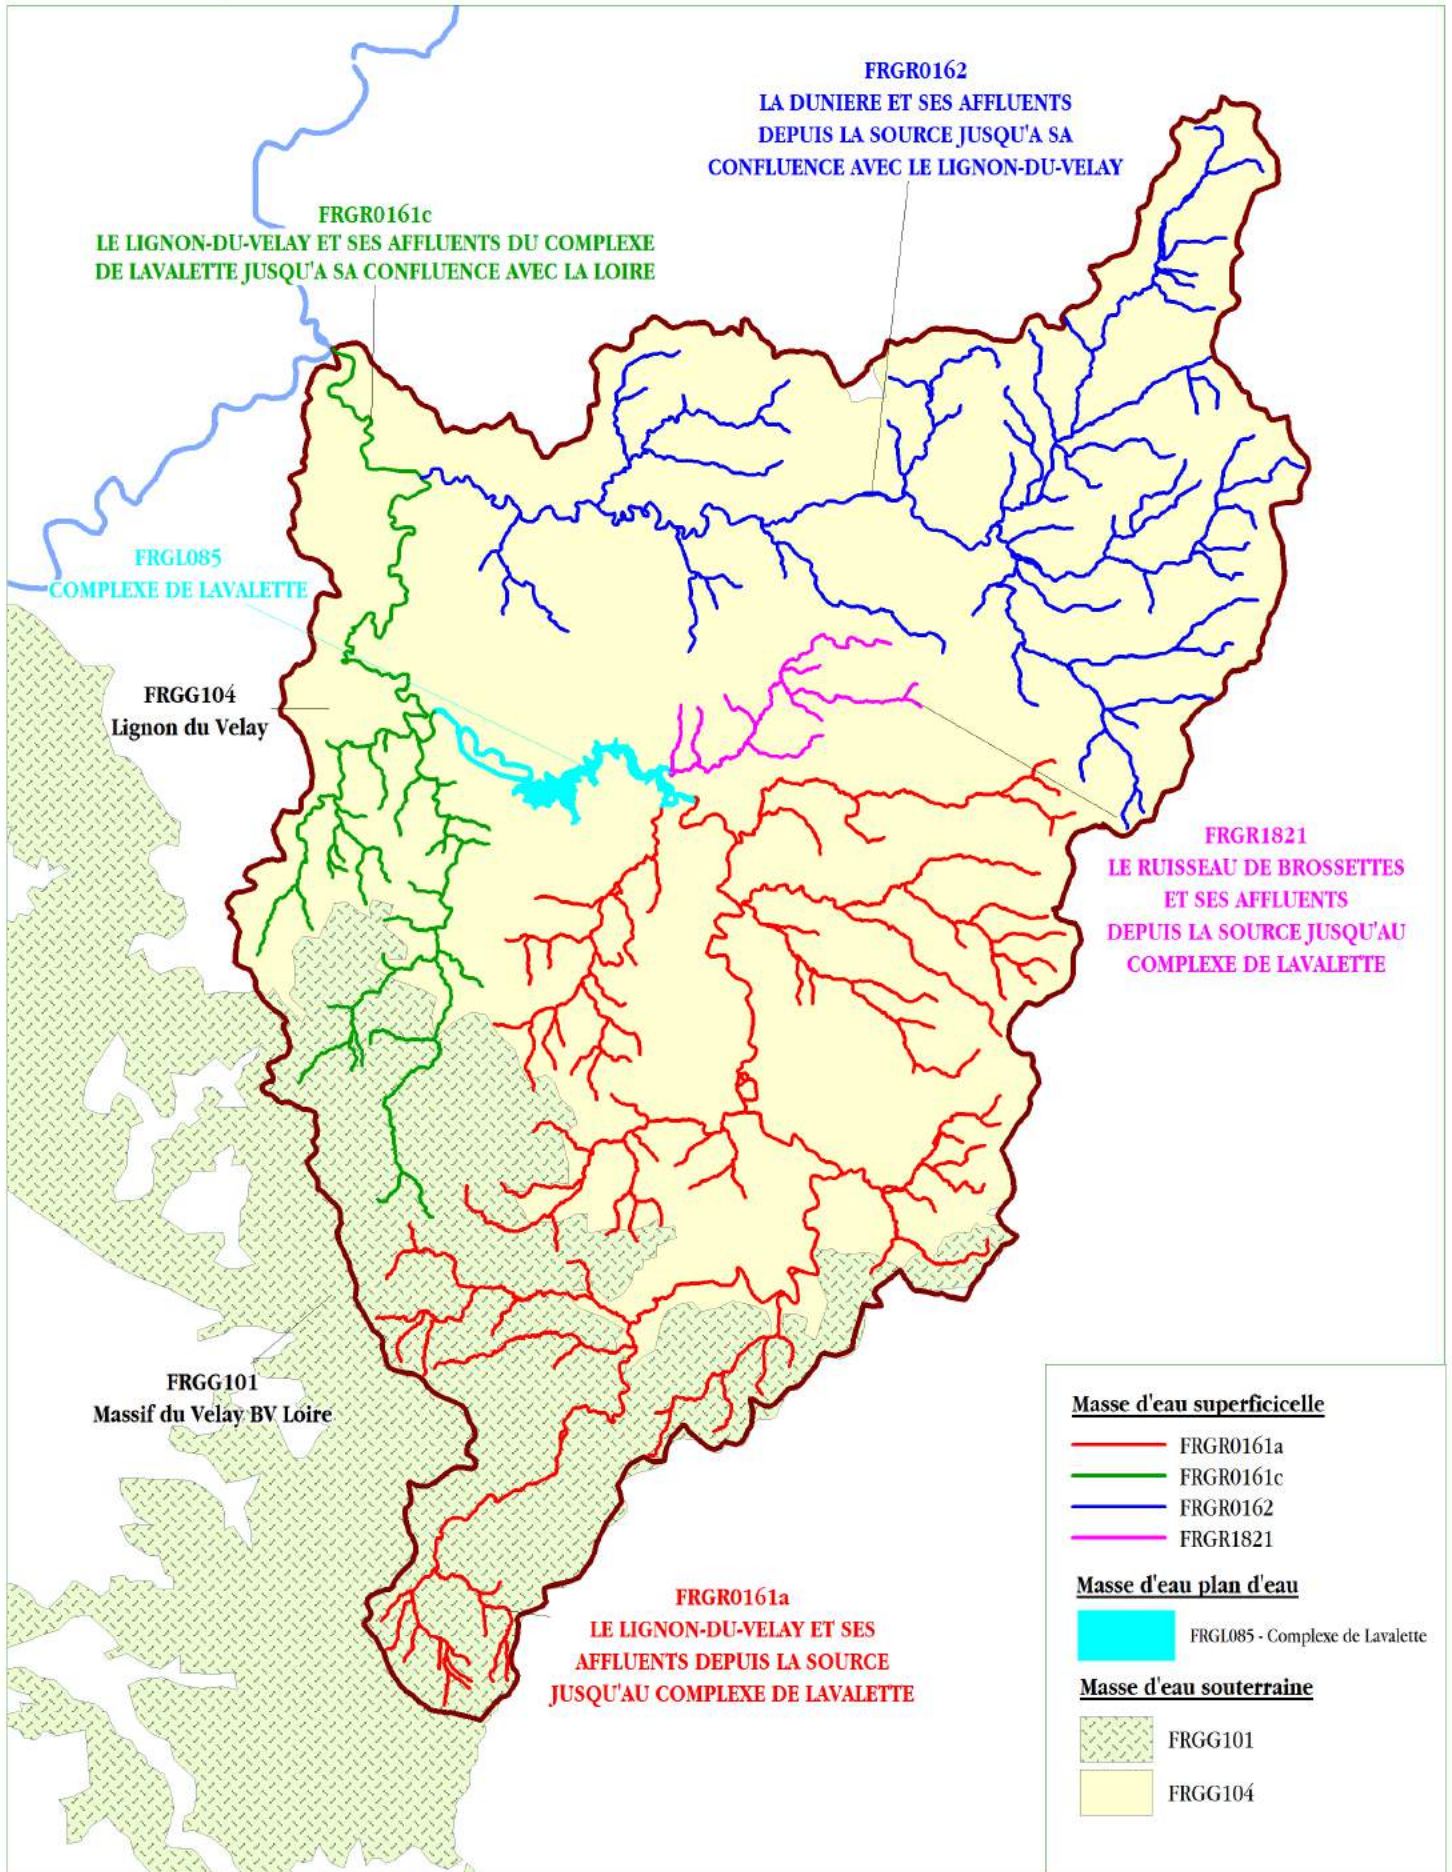 FRGR0162
LA DUNIERE ET SES AFFLUENTS
DEPUIS LA SOURCE JUSQU'A SA
CONFLUENCE AVEC LE LIGNON-DU-VELAY
FRGR0161c
LE LIGNON-DU-VELAY ET SES AFFLUENTS DU COMPLEXE
DE LAVALETTE JUSQU'A SA CONFLUENCE AVEC LA LOIRE
FRGL085
COMPLEXE DE LAVALETTE
FRGG104
Lignon du Velay
FRGR1821
LE RUISSEAU DE BROSSETTES
ET SES AFFLUENTS
DEPUIS LA SOURCE JUSQU'AU
COMPLEXE DE LAVALETTE
FRGG101
Massif du Velay BV Loire
FRGR0161a
LE LIGNON-DU-VELAY ET SES
AFFLUENTS DEPUIS LA SOURCE
JUSQU'AU COMPLEXE DE LAVALETTE
Masse d'eau superficicelle
FRGR0161a
FRGR0161c
FRGR0162
FRGR1821
Masse d'eau plan d'eau
FRGL085 - Complexe de Lavalette
Masse d'eau souterraine
FRGG101
FRGG104